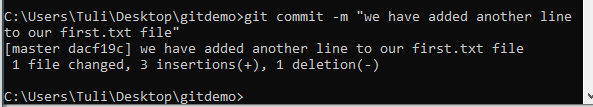 C:\Users\Tuli\Desktop\gitdemo>git commit -m "we have added another line
to our first.txt file"
[master dacf19c] we have added another line to our first.txt file
 1 file changed, 3 insertions(+), 1 deletion(-)
C:\Users\Tuli\Desktop\gitdemo>